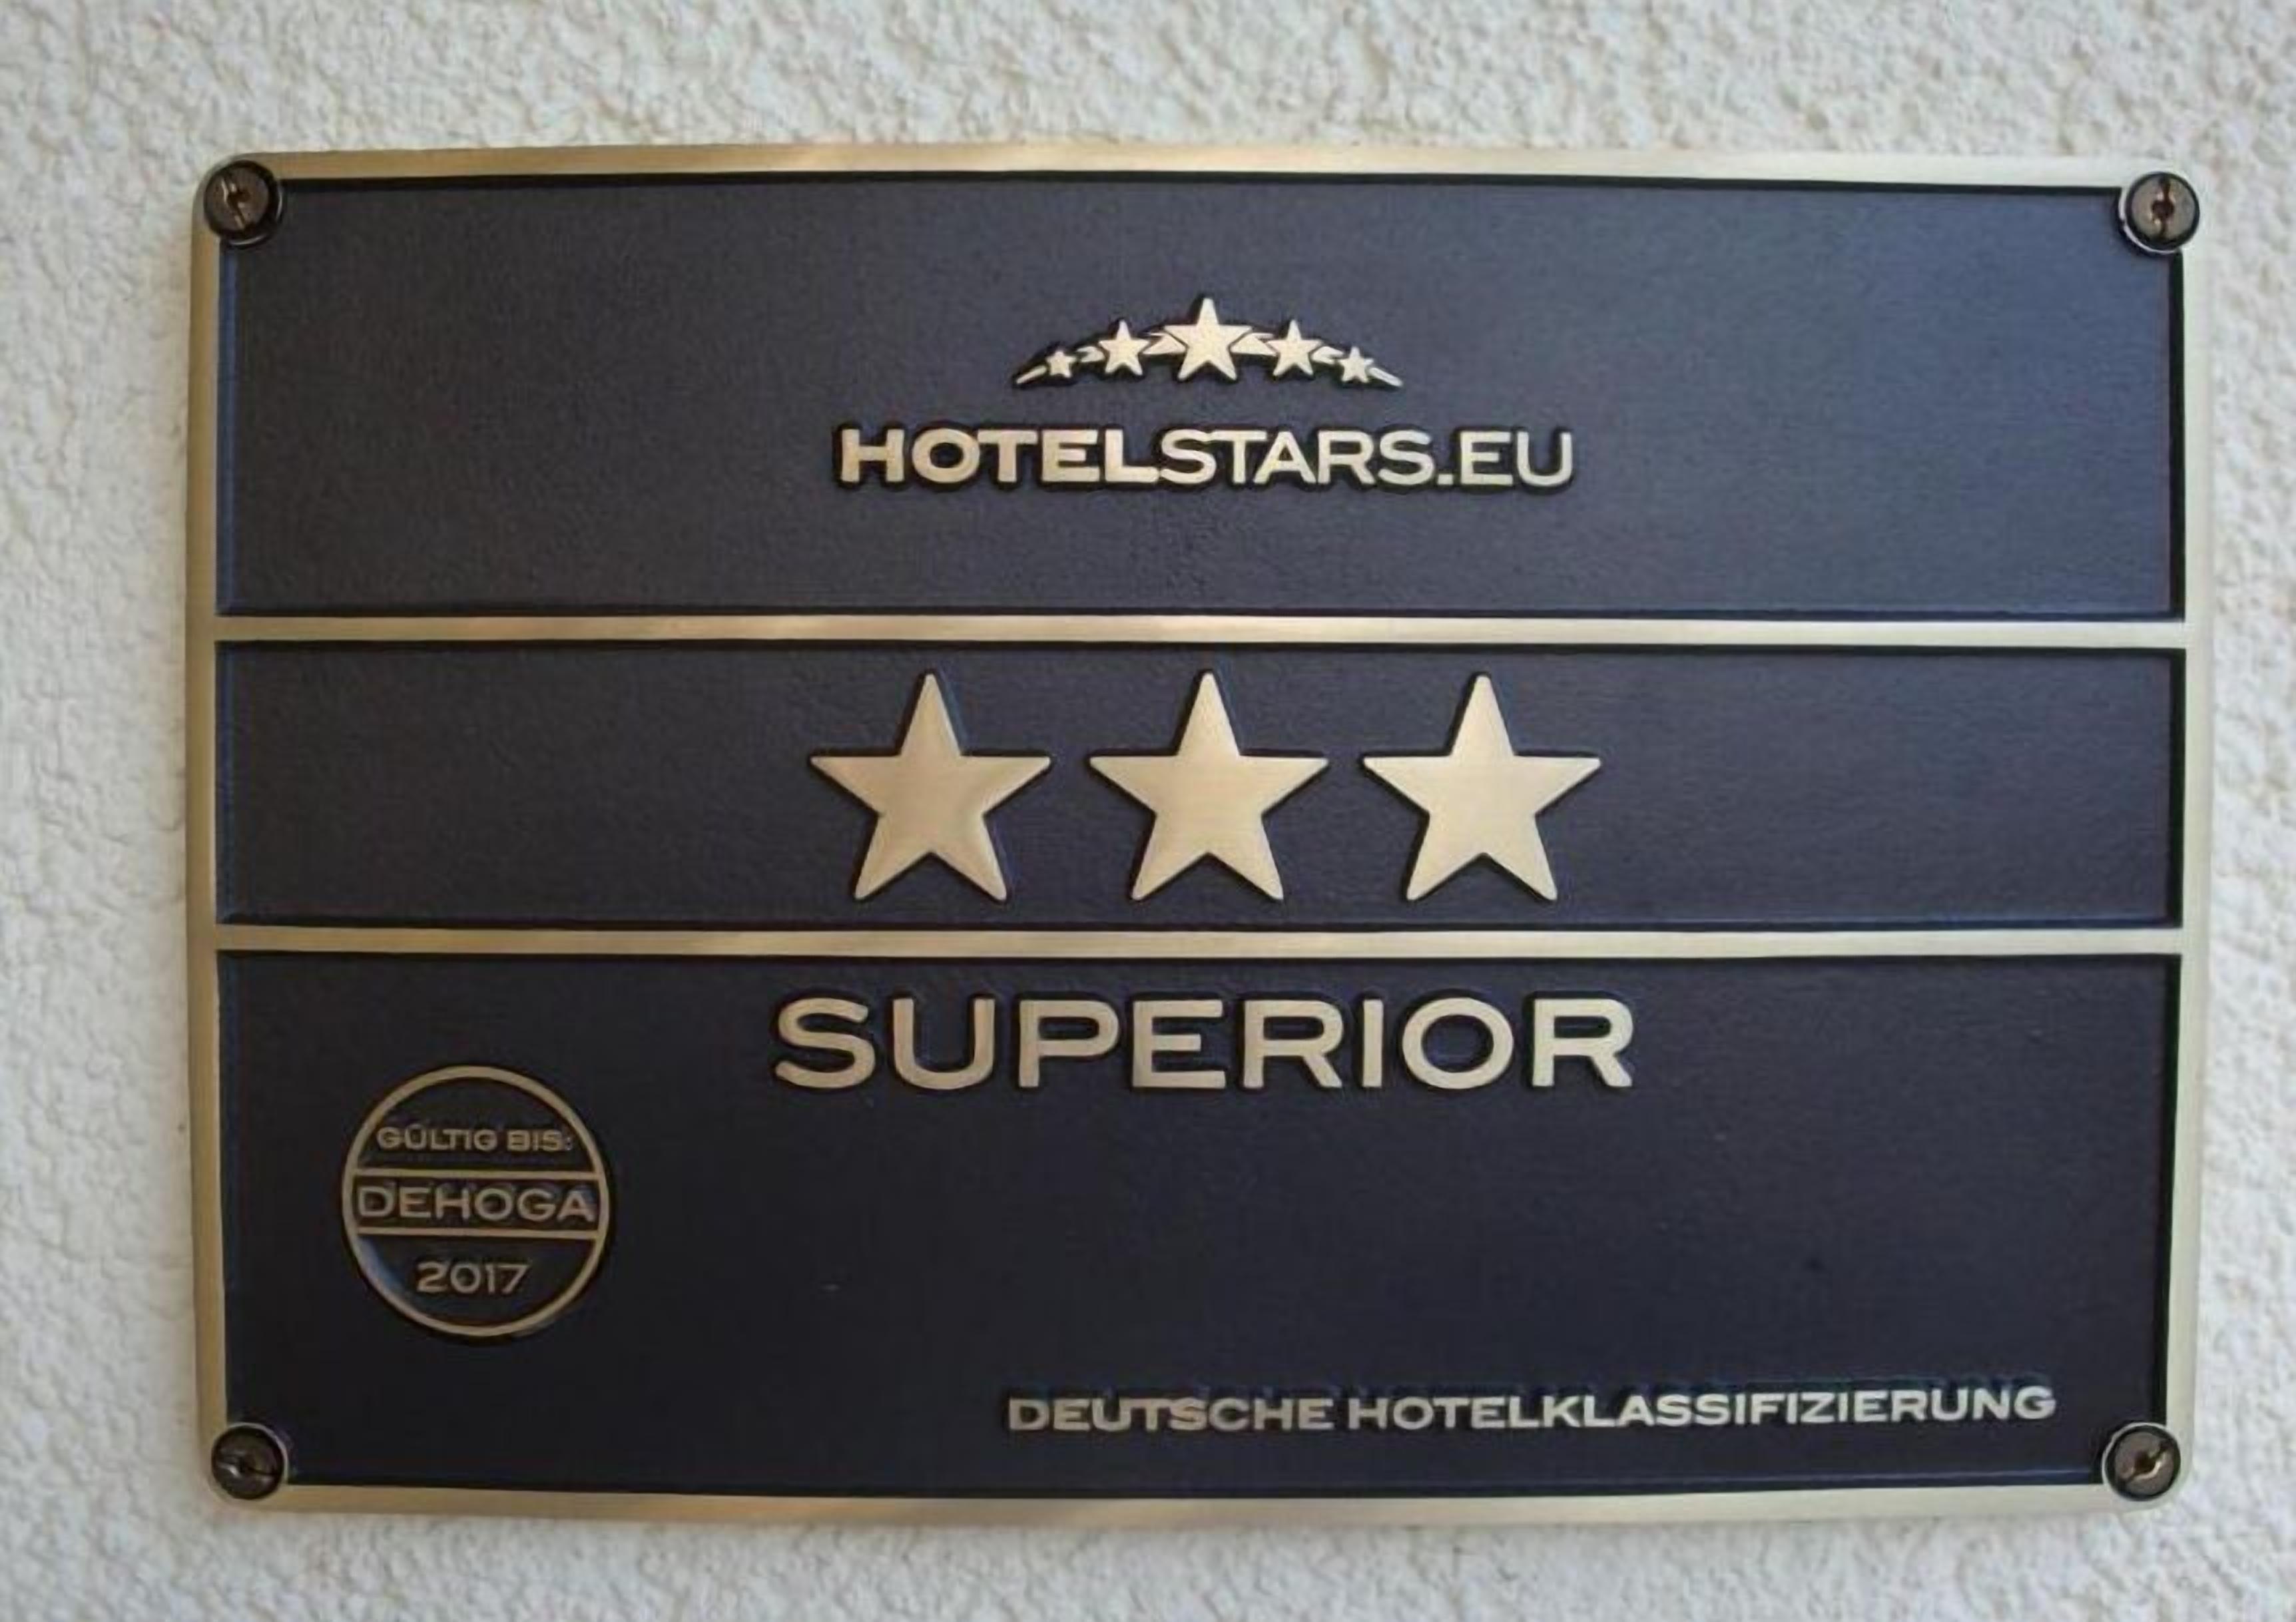 HOTELSTARS.EU
SUPERIOR
GÜLTIG BIS:
DEHOGA
2017
DEUTSCHE HOTELKLASSIFIZIERUNG